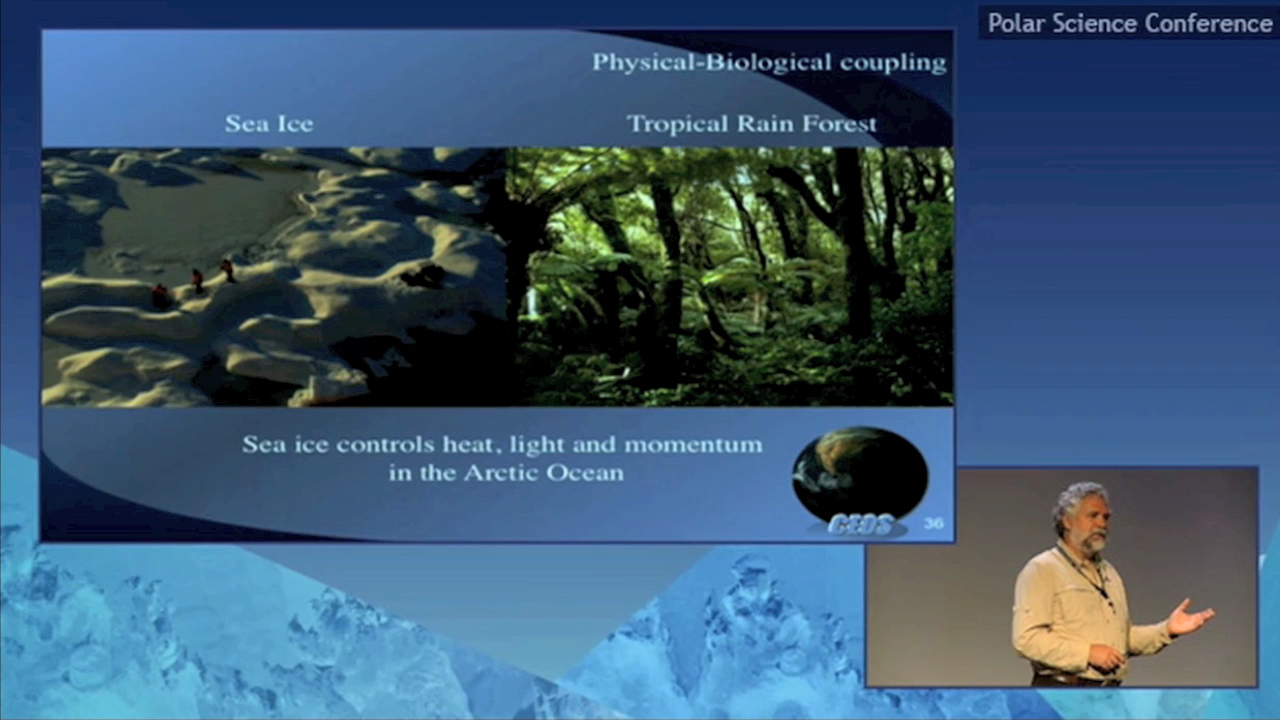 Polar Science Conference
Physical-Biological coupling
Sea Ice
Tropical Rain Forest
Sea ice controls heat, light and momentum
in the Arctic Ocean
CEOS
36